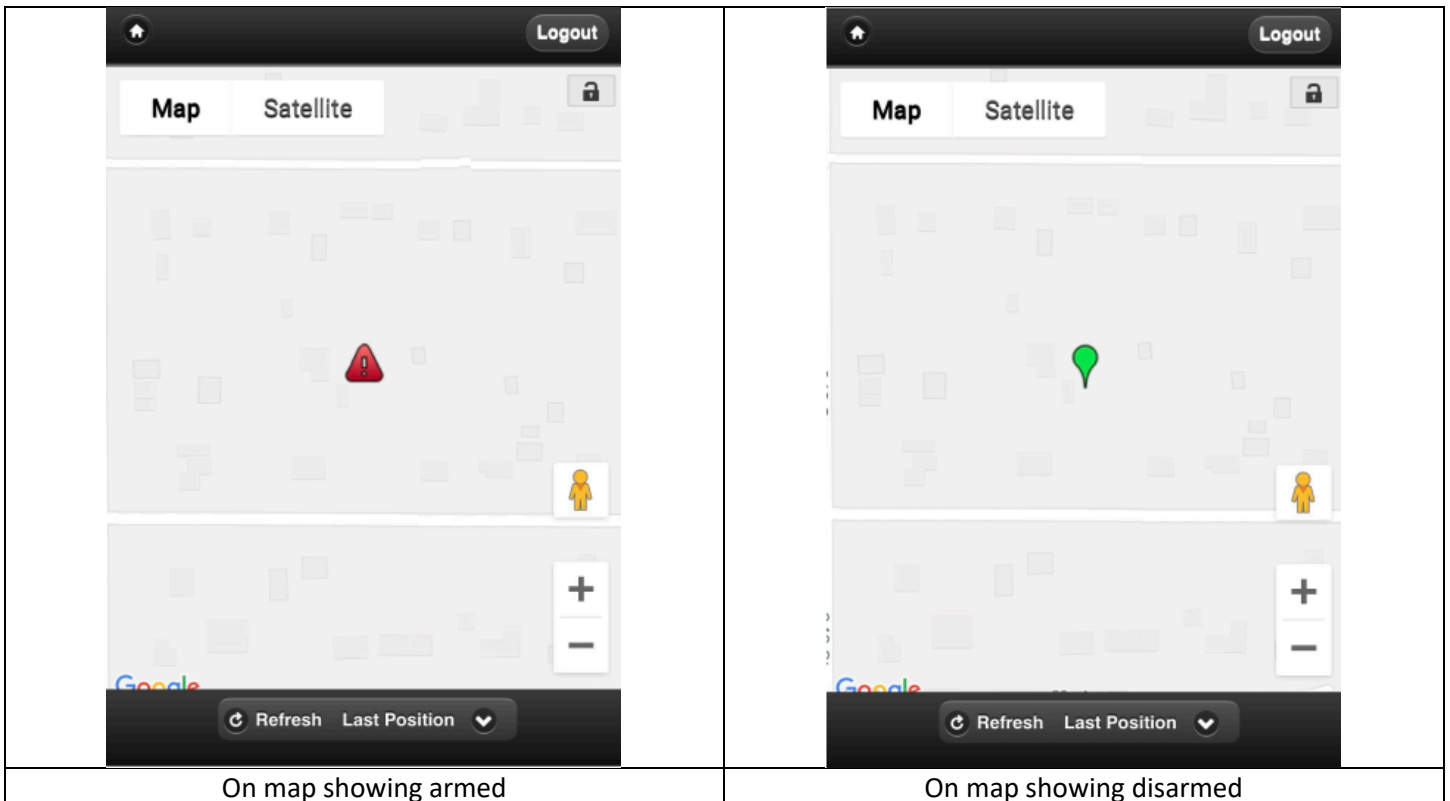 Logout
Map Satellite
Google
Refresh Last Position
On map showing armed
Logout
Map Satellite
Google
Refresh Last Position
On map showing disarmed